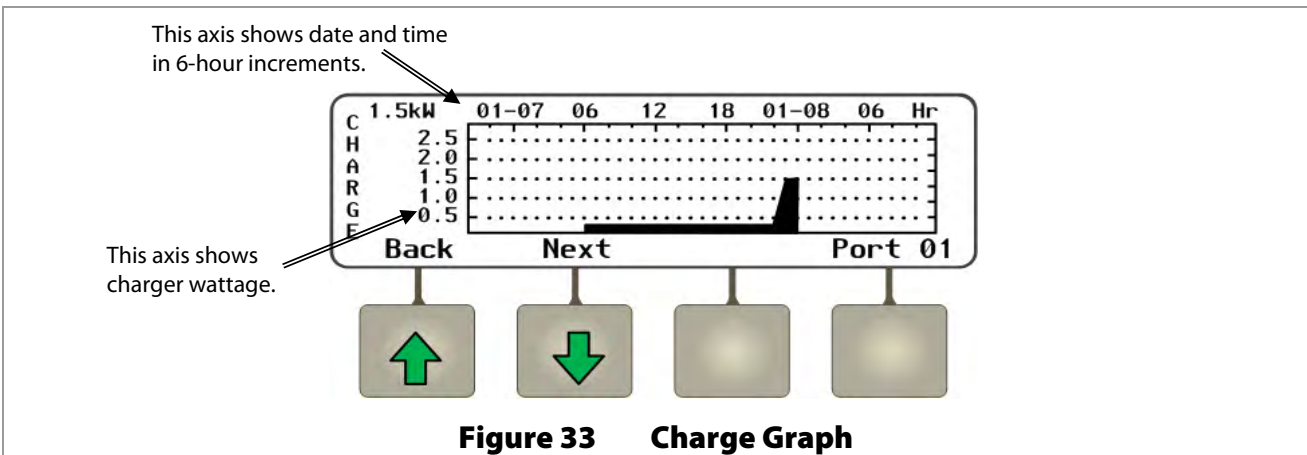 This axis shows date and time
in 6-hour increments.
1.5kW 01-07 06 12 18 01-08 06 Hr
CHARGE
2.5
2.0
1.5
1.0
0.5
This axis shows
charger wattage.
Back Next Port 01
Figure 33 Charge Graph